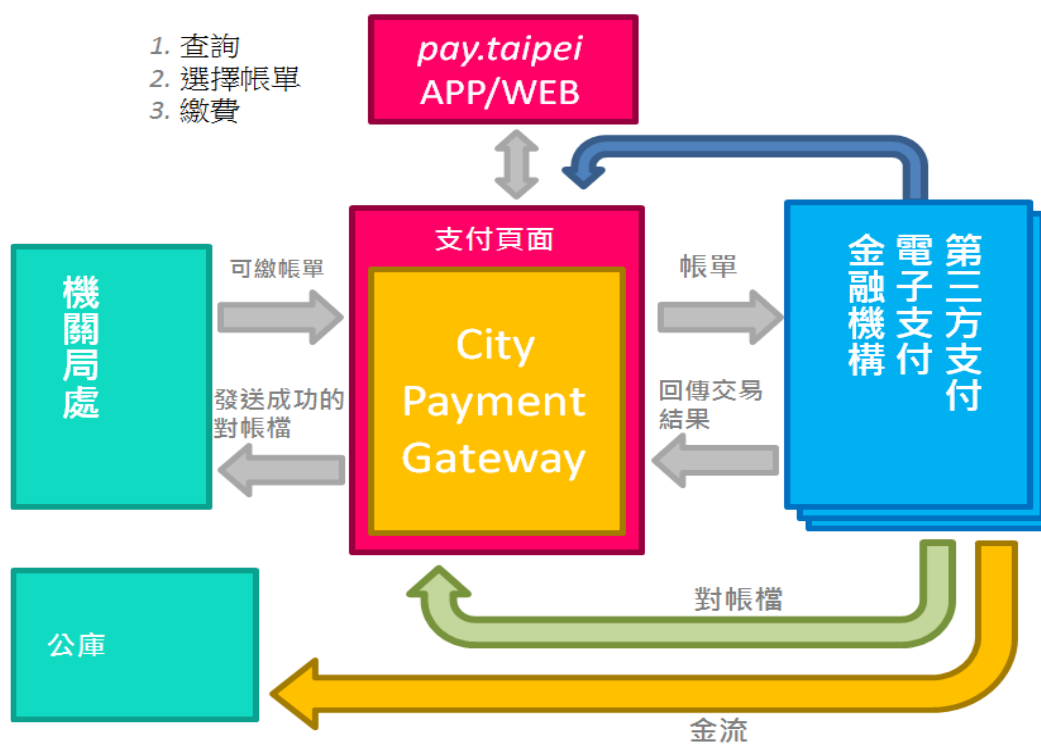 1. 查詢
2. 選擇帳單
3. 繳費
pay.taipei
APP/WEB
支付頁面
City
Payment
Gateway
機關局處
可繳帳單
發送成功的
對帳檔
帳單
回傳交易
結果
第三方支付
電子支付
金融機構
對帳檔
公庫
金流